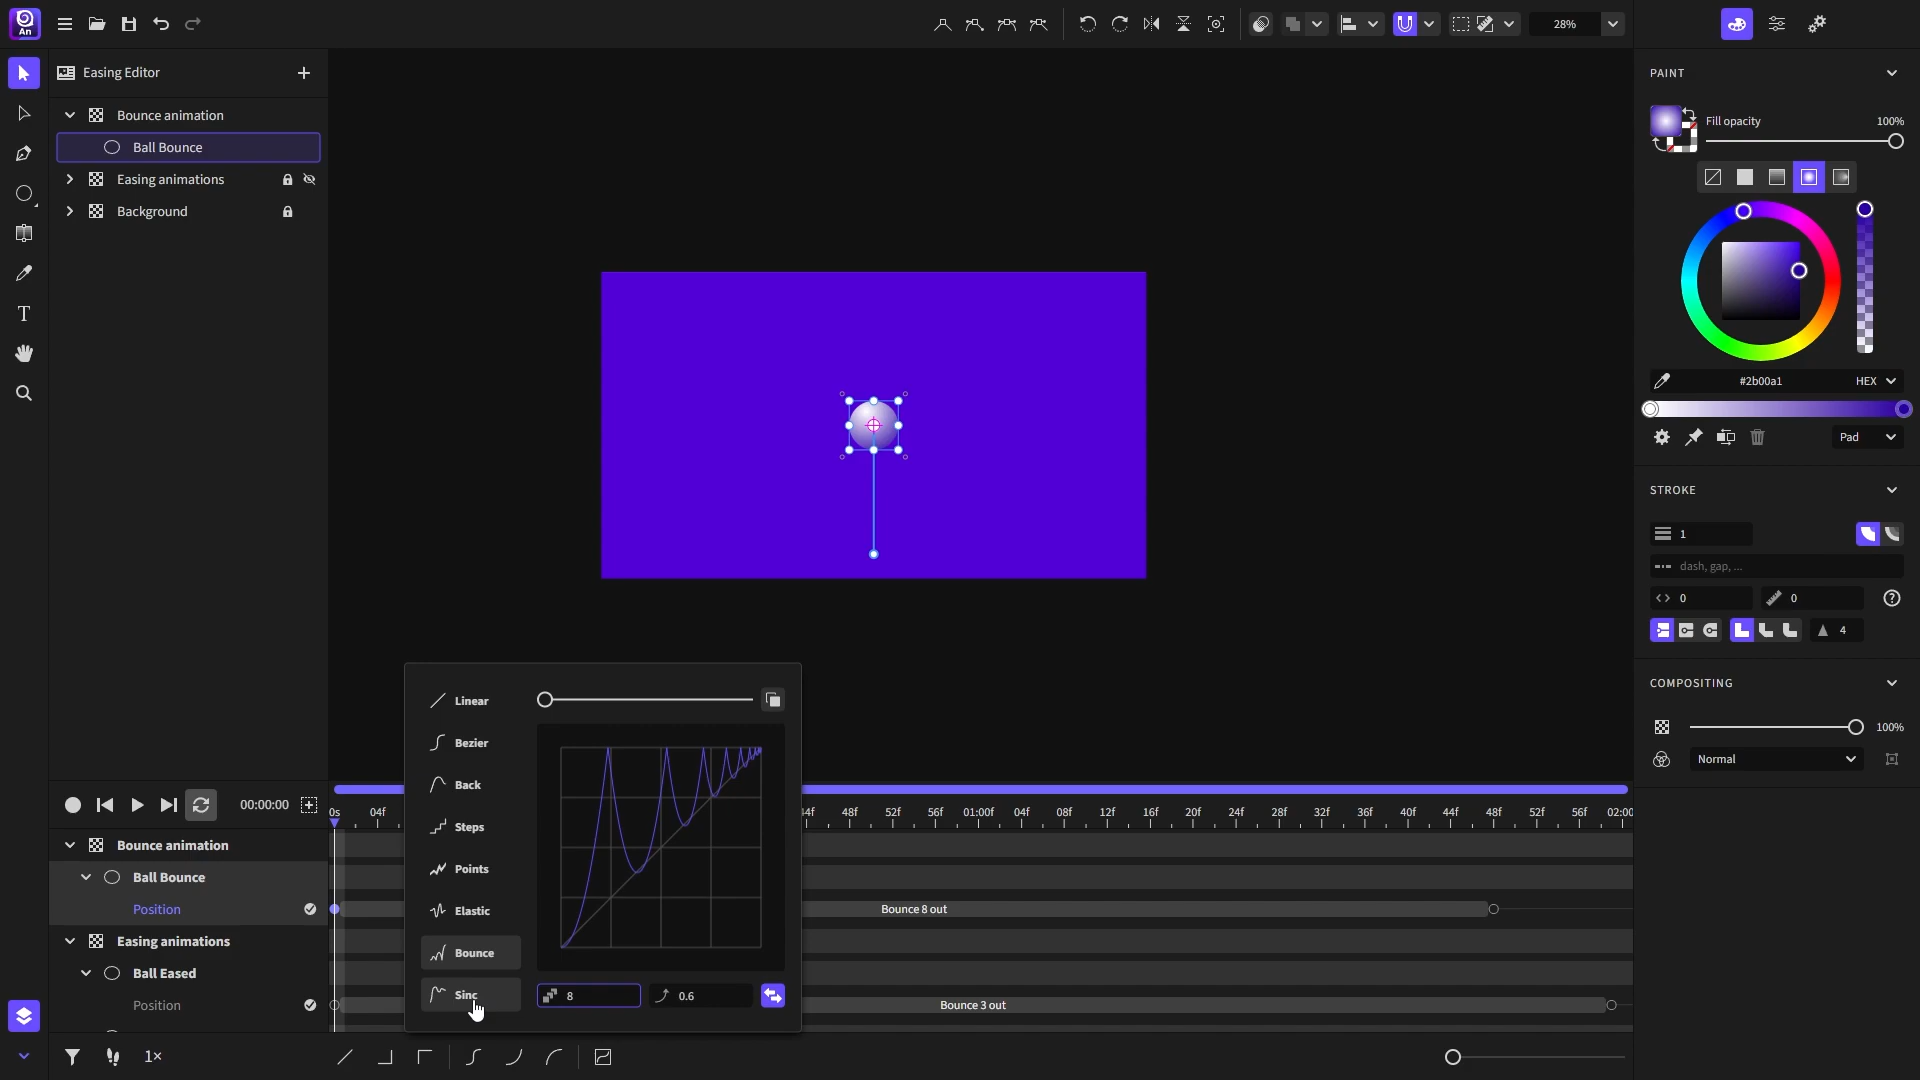 An
28%
Easing Editor
PAINT
Bounce animation
Ball Bounce
Easing animations
Background
Fill opacity
100%
#2b00a1
HEX
Pad
STROKE
1
dash, gap, ...
0
0
4
COMPOSITING
100%
Normal
Linear
Bezier
Back
Steps
Points
Elastic
Bounce
Sinc
8
0.6
00:00:00
0s 04f 44f 48f 52f 56f 01:00f 04f 08f 12f 16f 20f 24f 28f 32f 36f 40f 44f 48f 52f 56f 02:00
Bounce animation
Ball Bounce
Position
Bounce 8 out
Easing animations
Ball Eased
Position
Bounce 3 out
1×